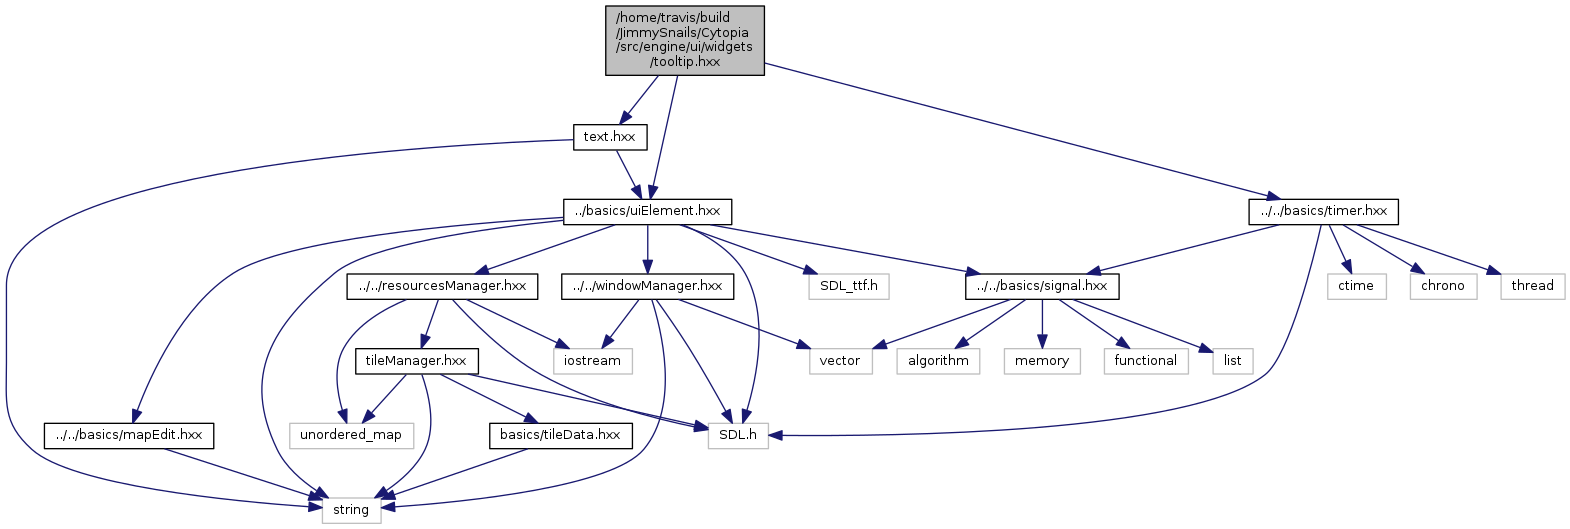 /home/travis/build
/JimmySnails/Cytopia
/src/engine/ui/widgets
/tooltip.hxx
text.hxx
../basics/uiElement.hxx
../../basics/timer.hxx
../../resourcesManager.hxx
../../windowManager.hxx
SDL_ttf.h
../../basics/signal.hxx
ctime
chrono
thread
tileManager.hxx
iostream
vector
algorithm
memory
functional
list
../../basics/mapEdit.hxx
unordered_map
basics/tileData.hxx
SDL.h
string